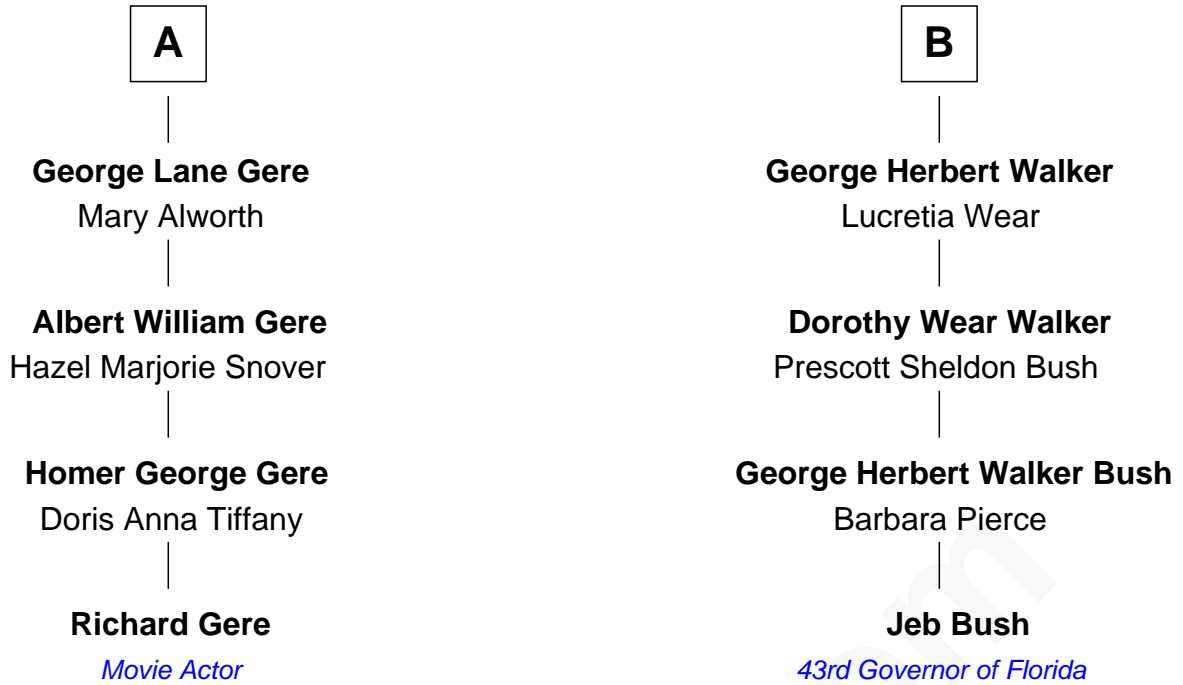 A
George Lane Gere
Mary Alworth
Albert William Gere
Hazel Marjorie Snover
Homer George Gere
Doris Anna Tiffany
Richard Gere
Movie Actor
B
George Herbert Walker
Lucretia Wear
Dorothy Wear Walker
Prescott Sheldon Bush
George Herbert Walker Bush
Barbara Pierce
Jeb Bush
43rd Governor of Florida